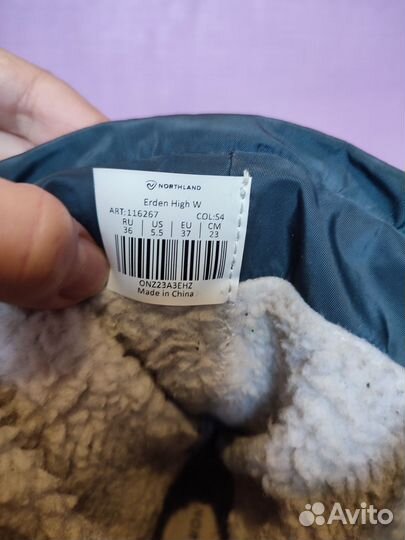 NORTHLAND
Erden High W
ART:116267 COL:S4
RU US EU CM
36 5.5 37 23
ONZ23A3EHZ
Made in China
Avito